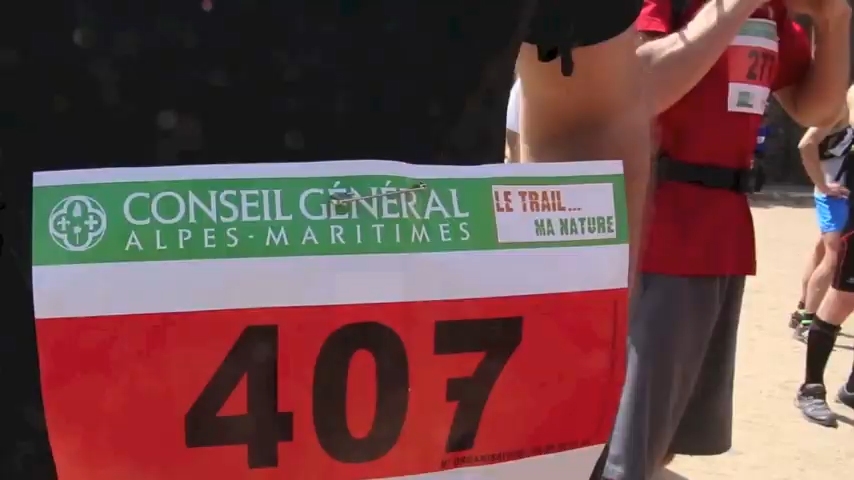 CONSEIL GÉNÉRAL
ALPES-MARITIMES
LE TRAIL...
MA NATURE
407